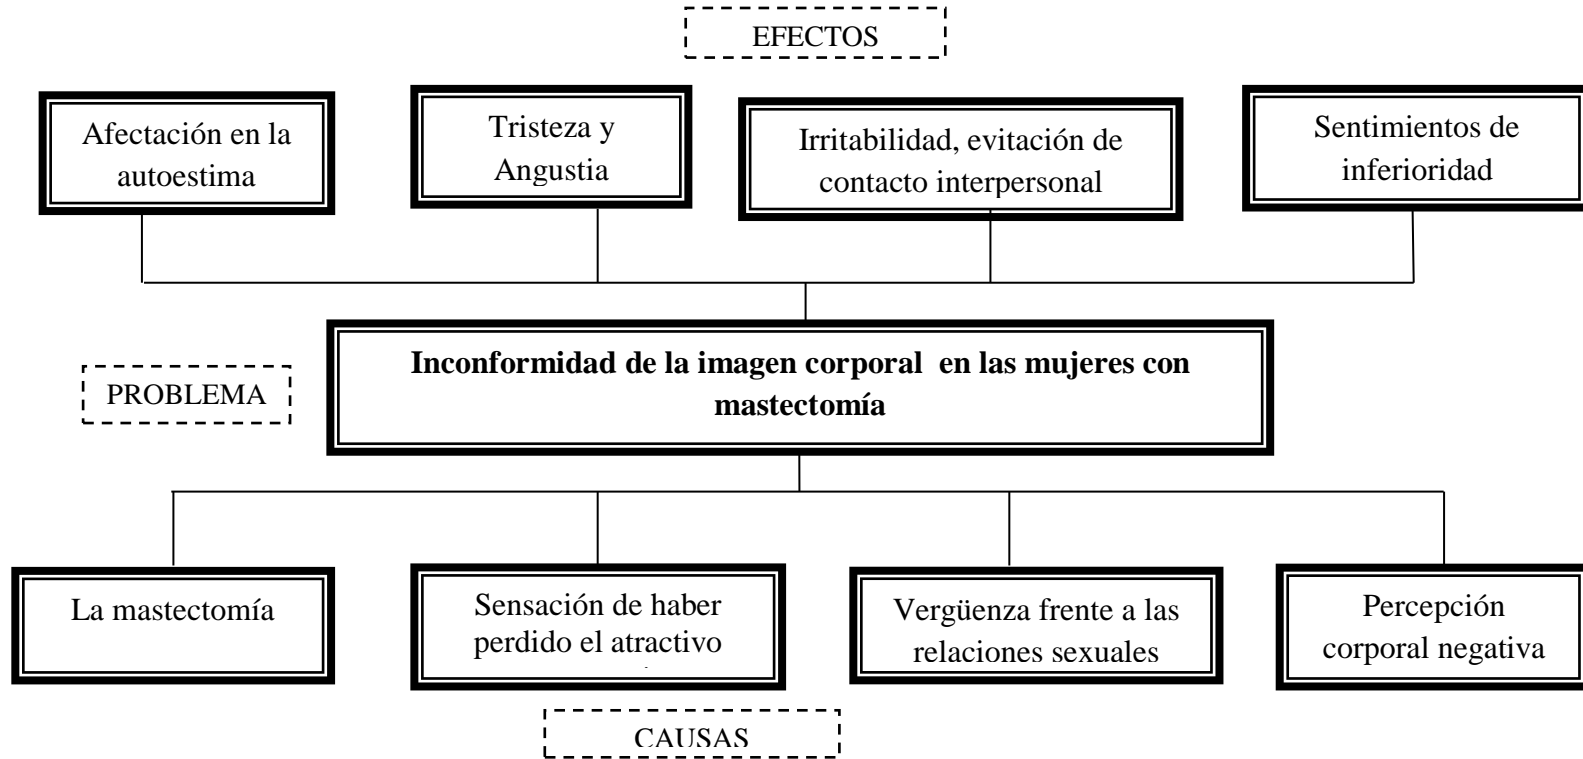 EFECTOS
Afectación en la
autoestima
Tristeza y
Angustia
Irritabilidad, evitación de
contacto interpersonal
Sentimientos de
inferioridad
PROBLEMA
Inconformidad de la imagen corporal en las mujeres con
mastectomía
La mastectomía
Sensación de haber
perdido el atractivo
Vergüenza frente a las
relaciones sexuales
Percepción
corporal negativa
CAUSAS